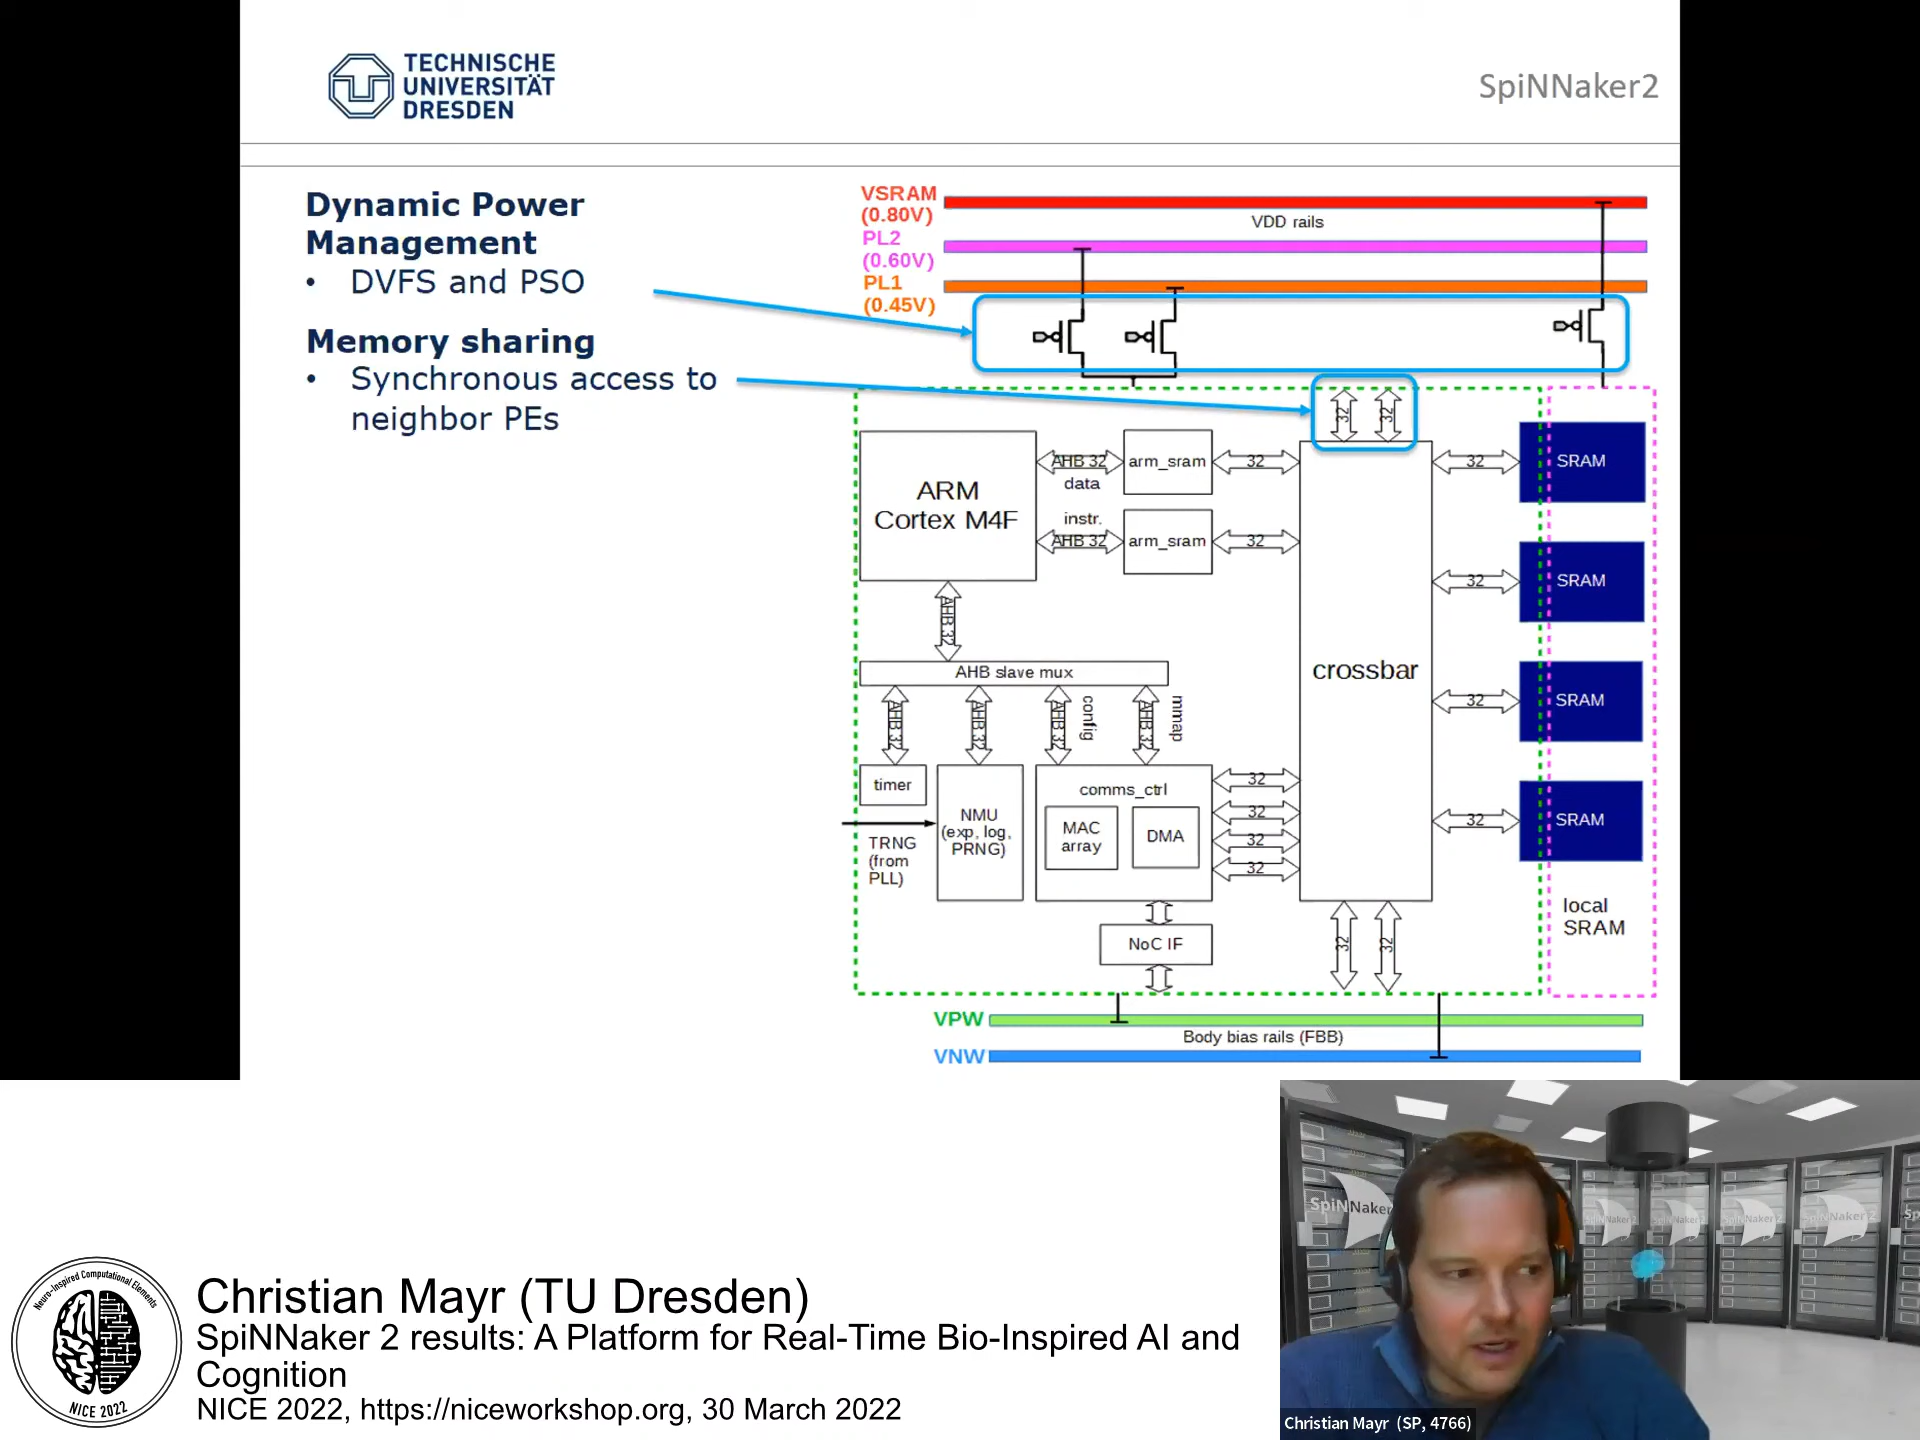 TECHNISCHE
UNIVERSITÄT
DRESDEN
SpiNNaker2
Dynamic Power
Management
• DVFS and PSO
Memory sharing
• Synchronous access to
neighbor PEs
VSRAM
(0.80V)
VDD rails
PL2
(0.60V)
PL1
(0.45V)
32 32
ARM
Cortex M4F
AHB 32
data
arm_sram
32
32
SRAM
instr.
AHB 32
arm_sram
32
32
SRAM
AHB 32
AHB slave mux
crossbar
32
SRAM
AHB 32
AHB 32
AHB 32
config
AHB 32
mmap
timer
TRNG
(from
PLL)
NMU
(exp, log,
PRNG)
comms_ctrl
MAC
array
DMA
32
32
32
32
32
SRAM
local
SRAM
NoC IF
32 32
VPW
Body bias rails (FBB)
VNW
SpiNNaker
SpiNNaker2
SpiNNaker2
SpiNNaker2
SpiNNaker2
Sp
Christian Mayr (SP, 4766)
Neuro-Inspired Computational Elements
NICE 2022
Christian Mayr (TU Dresden)
SpiNNaker 2 results: A Platform for Real-Time Bio-Inspired AI and
Cognition
NICE 2022, https://niceworkshop.org, 30 March 2022